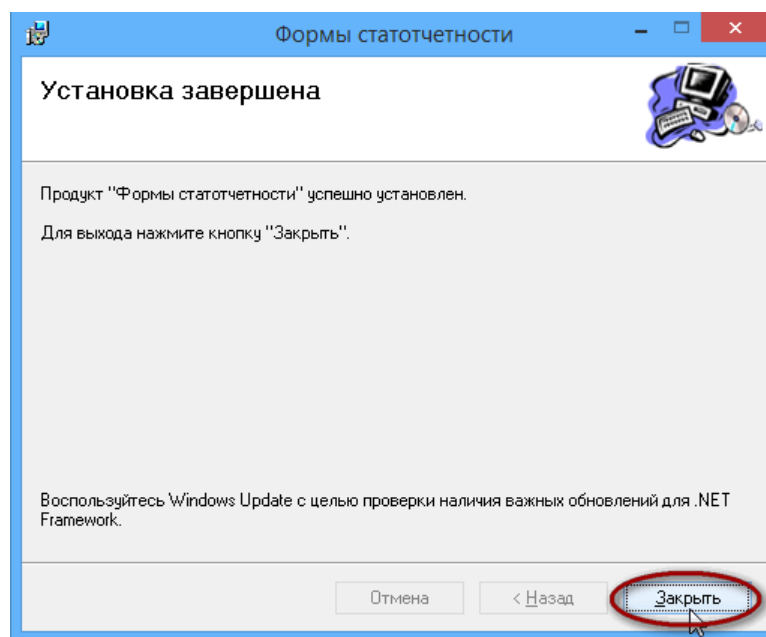 Формы статотчетности
Установка завершена
Продукт "Формы статотчетности" успешно установлен.
Для выхода нажмите кнопку "Закрыть".
Воспользуйтесь Windows Update с целью проверки наличия важных обновлений для .NET
Framework.
Отмена
< Назад
Закрыть